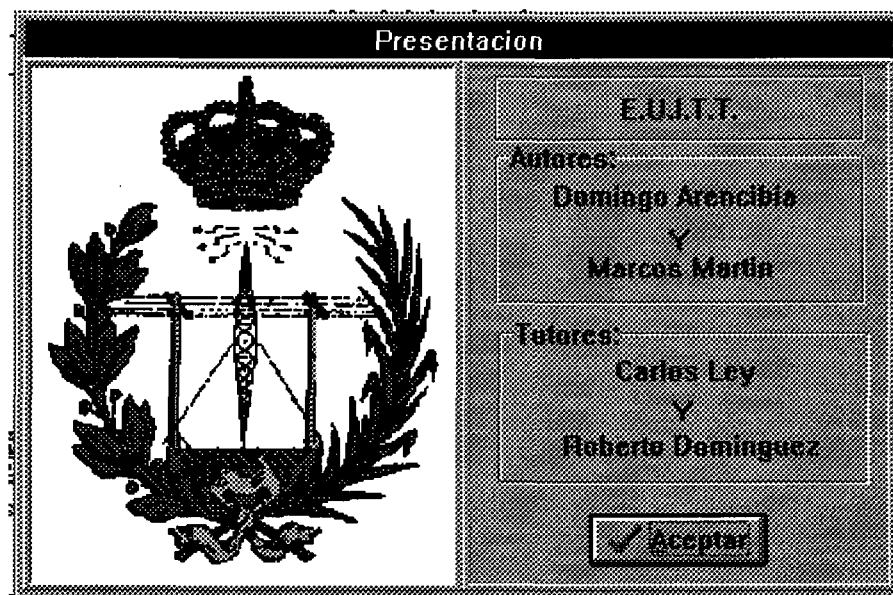 Presentacion
E.U.I.T.T.
Autores:
Domingo Arencibia
Y
Marcos Martin
Tutores:
Carlos Ley
Y
Roberto Dominguez
Aceptar